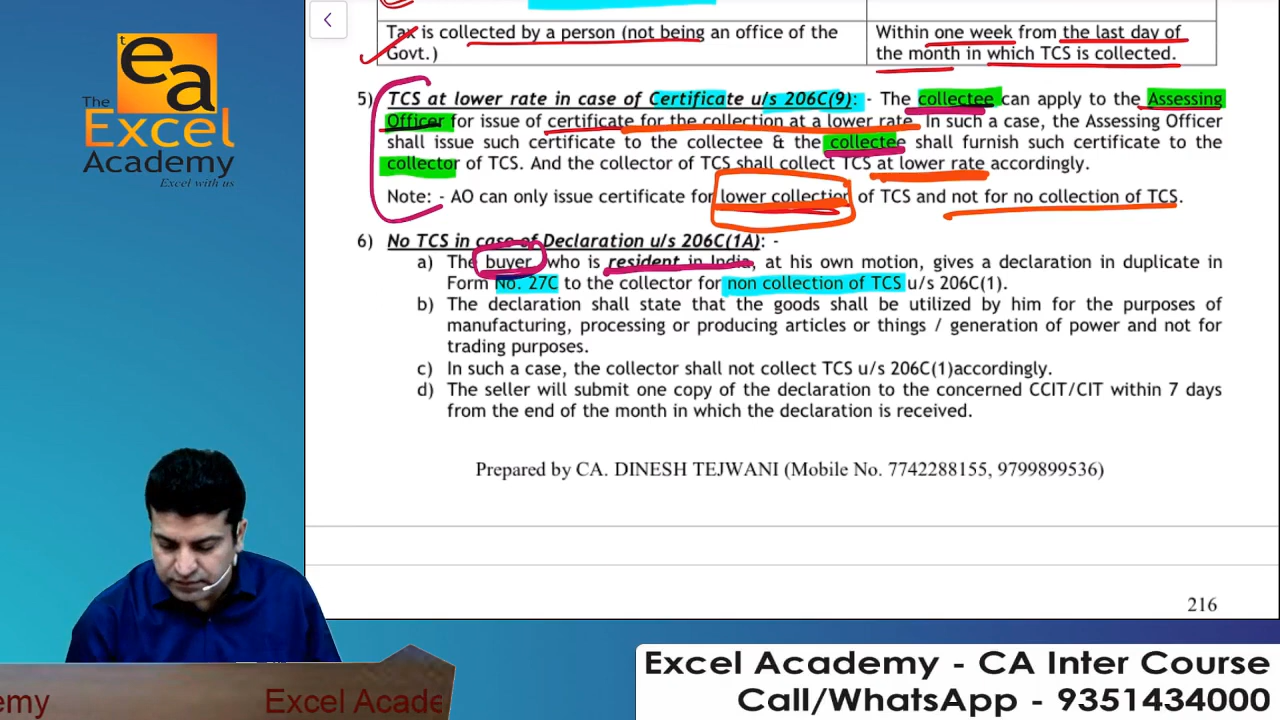 t
ea
The
Excel
Academy
Excel with us
Tax is collected by a person (not being an office of the
Govt.)
Within one week from the last day of
the month in which TCS is collected.
5) TCS at lower rate in case of Certificate u/s 206C(9): - The collectee can apply to the Assessing
Officer for issue of certificate for the collection at a lower rate. In such a case, the Assessing Officer
shall issue such certificate to the collectee & the collectee shall furnish such certificate to the
collector of TCS. And the collector of TCS shall collect TCS at lower rate accordingly.
Note: - AO can only issue certificate for lower collection of TCS and not for no collection of TCS.
6) No TCS in case of Declaration u/s 206C(1A): -
a) The buyer who is resident in India, at his own motion, gives a declaration in duplicate in
Form No. 27C to the collector for non collection of TCS u/s 206C(1).
b) The declaration shall state that the goods shall be utilized by him for the purposes of
manufacturing, processing or producing articles or things / generation of power and not for
trading purposes.
c) In such a case, the collector shall not collect TCS u/s 206C(1)accordingly.
d) The seller will submit one copy of the declaration to the concerned CCIT/CIT within 7 days
from the end of the month in which the declaration is received.
Prepared by CA. DINESH TEJWANI (Mobile No. 7742288155, 9799899536)
216
emy
Excel Acade
Excel Academy - CA Inter Course
Call/WhatsApp - 9351434000